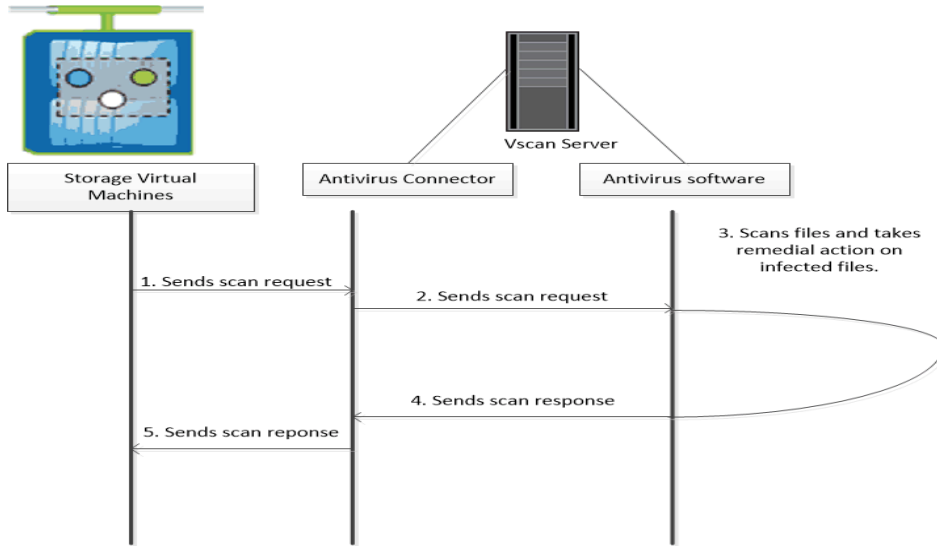 Vscan Server
Storage Virtual
Machines
Antivirus Connector
Antivirus software
3. Scans files and takes
remedial action on
infected files.
1. Sends scan request
2. Sends scan request
4. Sends scan response
5. Sends scan reponse